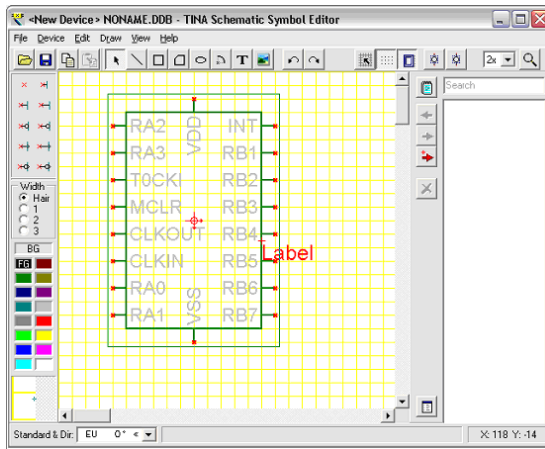 <New Device> NONAME.DDB - TINA Schematic Symbol Editor
File Device Edit Draw View Help
T 2x
Search
Width
Hair
1
2
3
BG
FG
VDD
RA2 INT
RA3 RB1
T0CKI RB2
MCLR RB3
CLKOUT RB4
Label
CLKIN RB5
RA0 RB6
RA1 RB7
VSS
Standard & Dir: EU 0° < X: 118 Y: -14